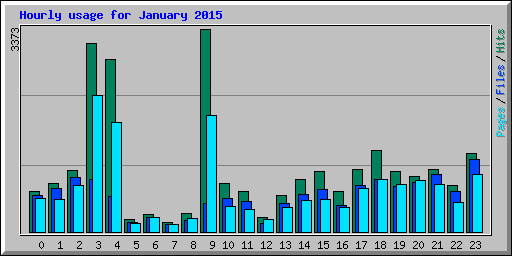 Hourly usage for January 2015
3373
Pages/Files/Hits
0 1 2 3 4 5 6 7 8 9 10 11 12 13 14 15 16 17 18 19 20 21 22 23